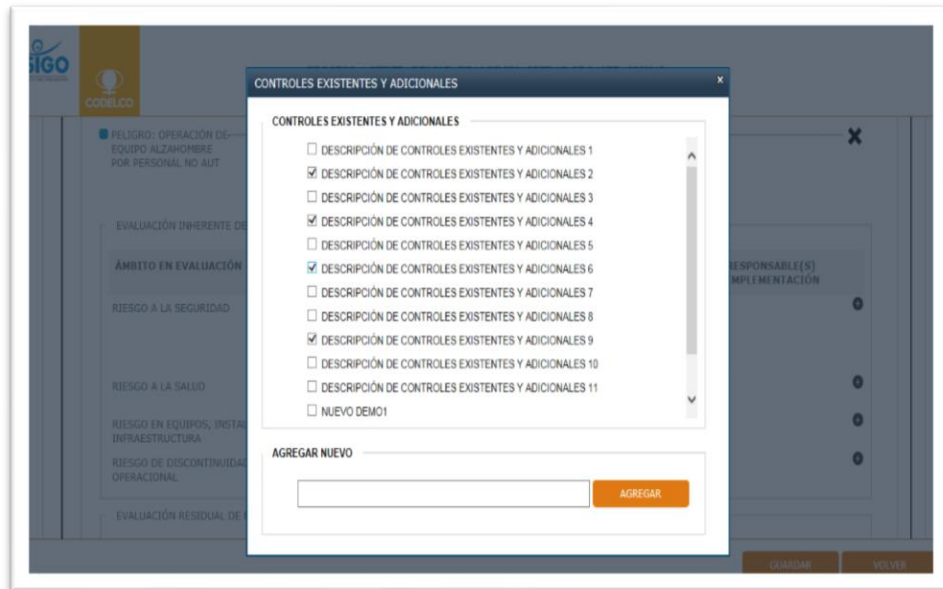 SIGO
CODELCO
CONTROLES EXISTENTES Y ADICIONALES
x
PELIGRO: OPERACIÓN DE
EQUIPO ALZAHOMBRE
POR PERSONAL NO AUT
CONTROLES EXISTENTES Y ADICIONALES
DESCRIPCIÓN DE CONTROLES EXISTENTES Y ADICIONALES 1
DESCRIPCIÓN DE CONTROLES EXISTENTES Y ADICIONALES 2
DESCRIPCIÓN DE CONTROLES EXISTENTES Y ADICIONALES 3
DESCRIPCIÓN DE CONTROLES EXISTENTES Y ADICIONALES 4
DESCRIPCIÓN DE CONTROLES EXISTENTES Y ADICIONALES 5
DESCRIPCIÓN DE CONTROLES EXISTENTES Y ADICIONALES 6
DESCRIPCIÓN DE CONTROLES EXISTENTES Y ADICIONALES 7
DESCRIPCIÓN DE CONTROLES EXISTENTES Y ADICIONALES 8
DESCRIPCIÓN DE CONTROLES EXISTENTES Y ADICIONALES 9
DESCRIPCIÓN DE CONTROLES EXISTENTES Y ADICIONALES 10
DESCRIPCIÓN DE CONTROLES EXISTENTES Y ADICIONALES 11
NUEVO DEMO1
AGREGAR NUEVO
AGREGAR
EVALUACIÓN INHERENTE DE
ÁMBITO EN EVALUACIÓN
RESPONSABLE(S)
IMPLEMENTACIÓN
RIESGO A LA SEGURIDAD
RIESGO A LA SALUD
RIESGO EN EQUIPOS, INSTAL
INFRAESTRUCTURA
RIESGO DE DISCONTINUIDAD
OPERACIONAL
EVALUACIÓN RESIDUAL DE
GUARDAR
VOLVER